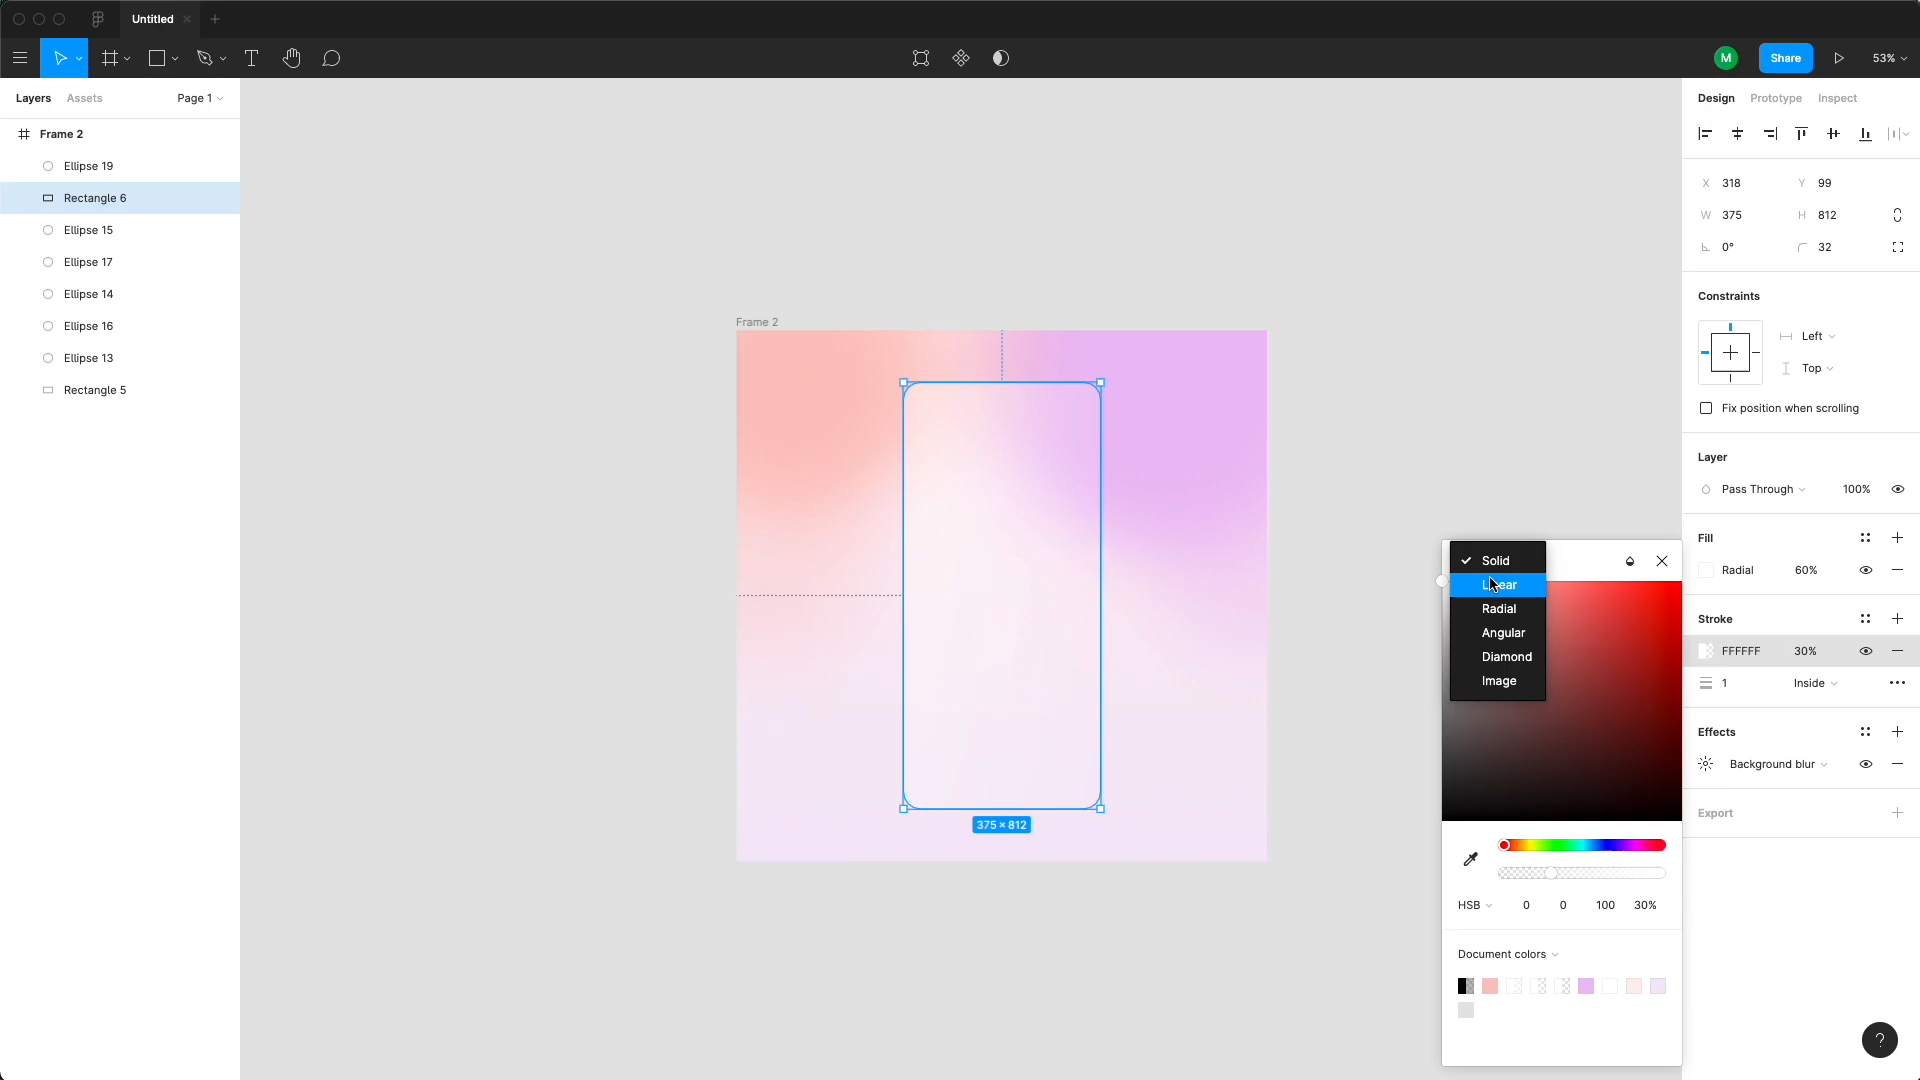 Untitled
M
Share
53%
Layers
Assets
Page 1
Design
Prototype
Inspect
Frame 2
Ellipse 19
Rectangle 6
Ellipse 15
Ellipse 17
Ellipse 14
Ellipse 16
Ellipse 13
Rectangle 5
Frame 2
375 × 812
X 318
Y 99
W 375
H 812
0°
32
Constraints
Left
Top
Fix position when scrolling
Layer
Pass Through 100%
Fill
Radial 60%
Stroke
FFFFFF 30%
1 Inside
Effects
Background blur
Export
Solid
Linear
Radial
Angular
Diamond
Image
HSB 0 0 100 30%
Document colors
?